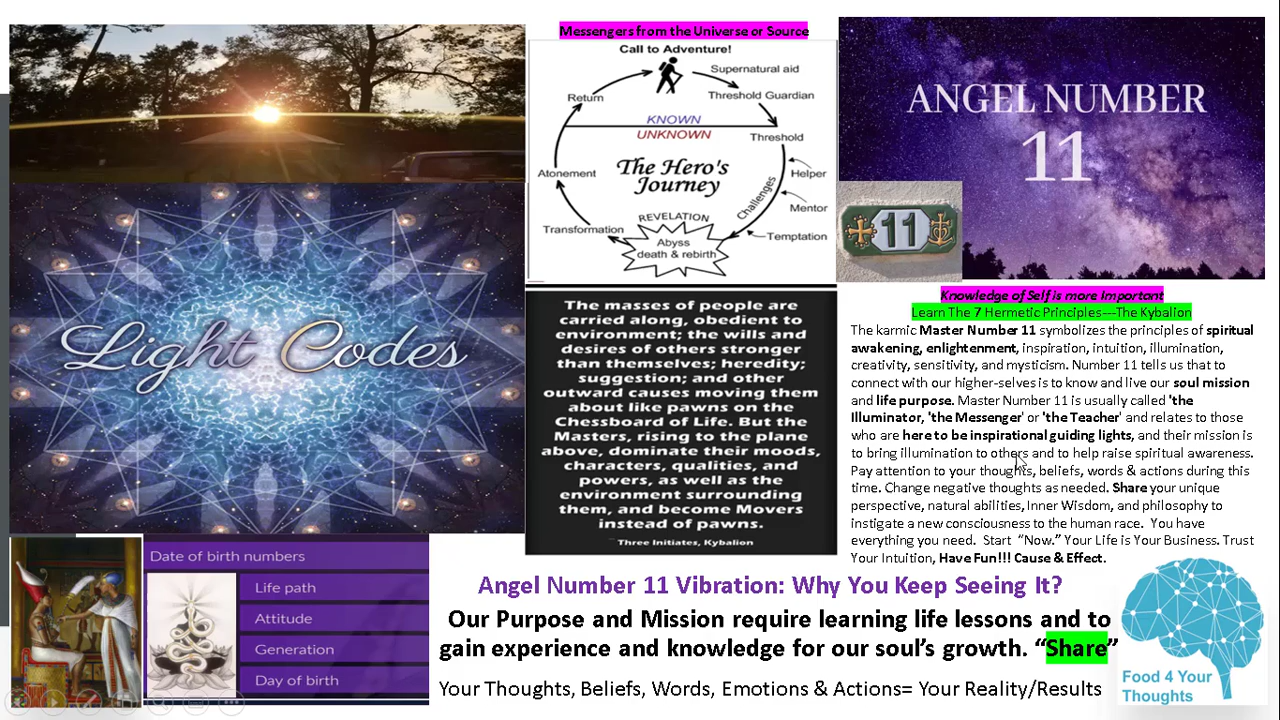 Messengers from the Universe or Source
Call to Adventure!
Supernatural aid
Threshold Guardian
Return
KNOWN
UNKNOWN
Threshold
The Hero's
Journey
Atonement
Helper
Challenges
Mentor
REVELATION
Transformation
Temptation
Abyss
death & rebirth
ANGEL NUMBER
11
11
Light Codes
The masses of people are
carried along, obedient to
environment; the wills and
desires of others stronger
than themselves; heredity;
suggestion; and other
outward causes moving them
about like pawns on the
Chessboard of Life. But the
Masters, rising to the plane
above, dominate their moods,
characters, qualities, and
powers, as well as the
environment surrounding
them, and become Movers
instead of pawns.
Three Initiates, Kybalion
Knowledge of Self is more Important
Learn The 7 Hermetic Principles---The Kybalion
The karmic Master Number 11 symbolizes the principles of spiritual
awakening, enlightenment, inspiration, intuition, illumination,
creativity, sensitivity, and mysticism. Number 11 tells us that to
connect with our higher-selves is to know and live our soul mission
and life purpose. Master Number 11 is usually called 'the
Illuminator, 'the Messenger' or 'the Teacher' and relates to those
who are here to be inspirational guiding lights, and their mission is
to bring illumination to others and to help raise spiritual awareness.
Pay attention to your thoughts, beliefs, words & actions during this
time. Change negative thoughts as needed. Share your unique
perspective, natural abilities, Inner Wisdom, and philosophy to
instigate a new consciousness to the human race. You have
everything you need. Start “Now.” Your Life is Your Business. Trust
Your Intuition, Have Fun!!! Cause & Effect.
Date of birth numbers
Life path
Attitude
Generation
Day of birth
Angel Number 11 Vibration: Why You Keep Seeing It?
Our Purpose and Mission require learning life lessons and to
gain experience and knowledge for our soul’s growth. “Share”
Your Thoughts, Beliefs, Words, Emotions & Actions= Your Reality/Results
Food 4 Your
Thoughts